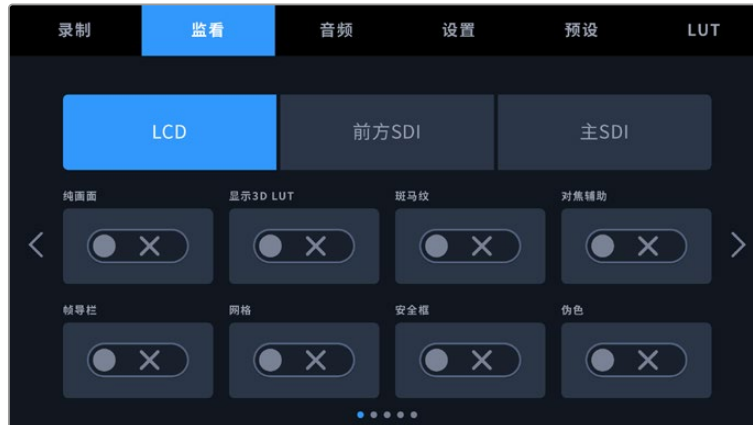 录制 监看 音频 设置 预设 LUT
LCD 前方SDI 主SDI
纯画面 显示3D LUT 斑马纹 对焦辅助
帧导栏 网格 安全框 伪色